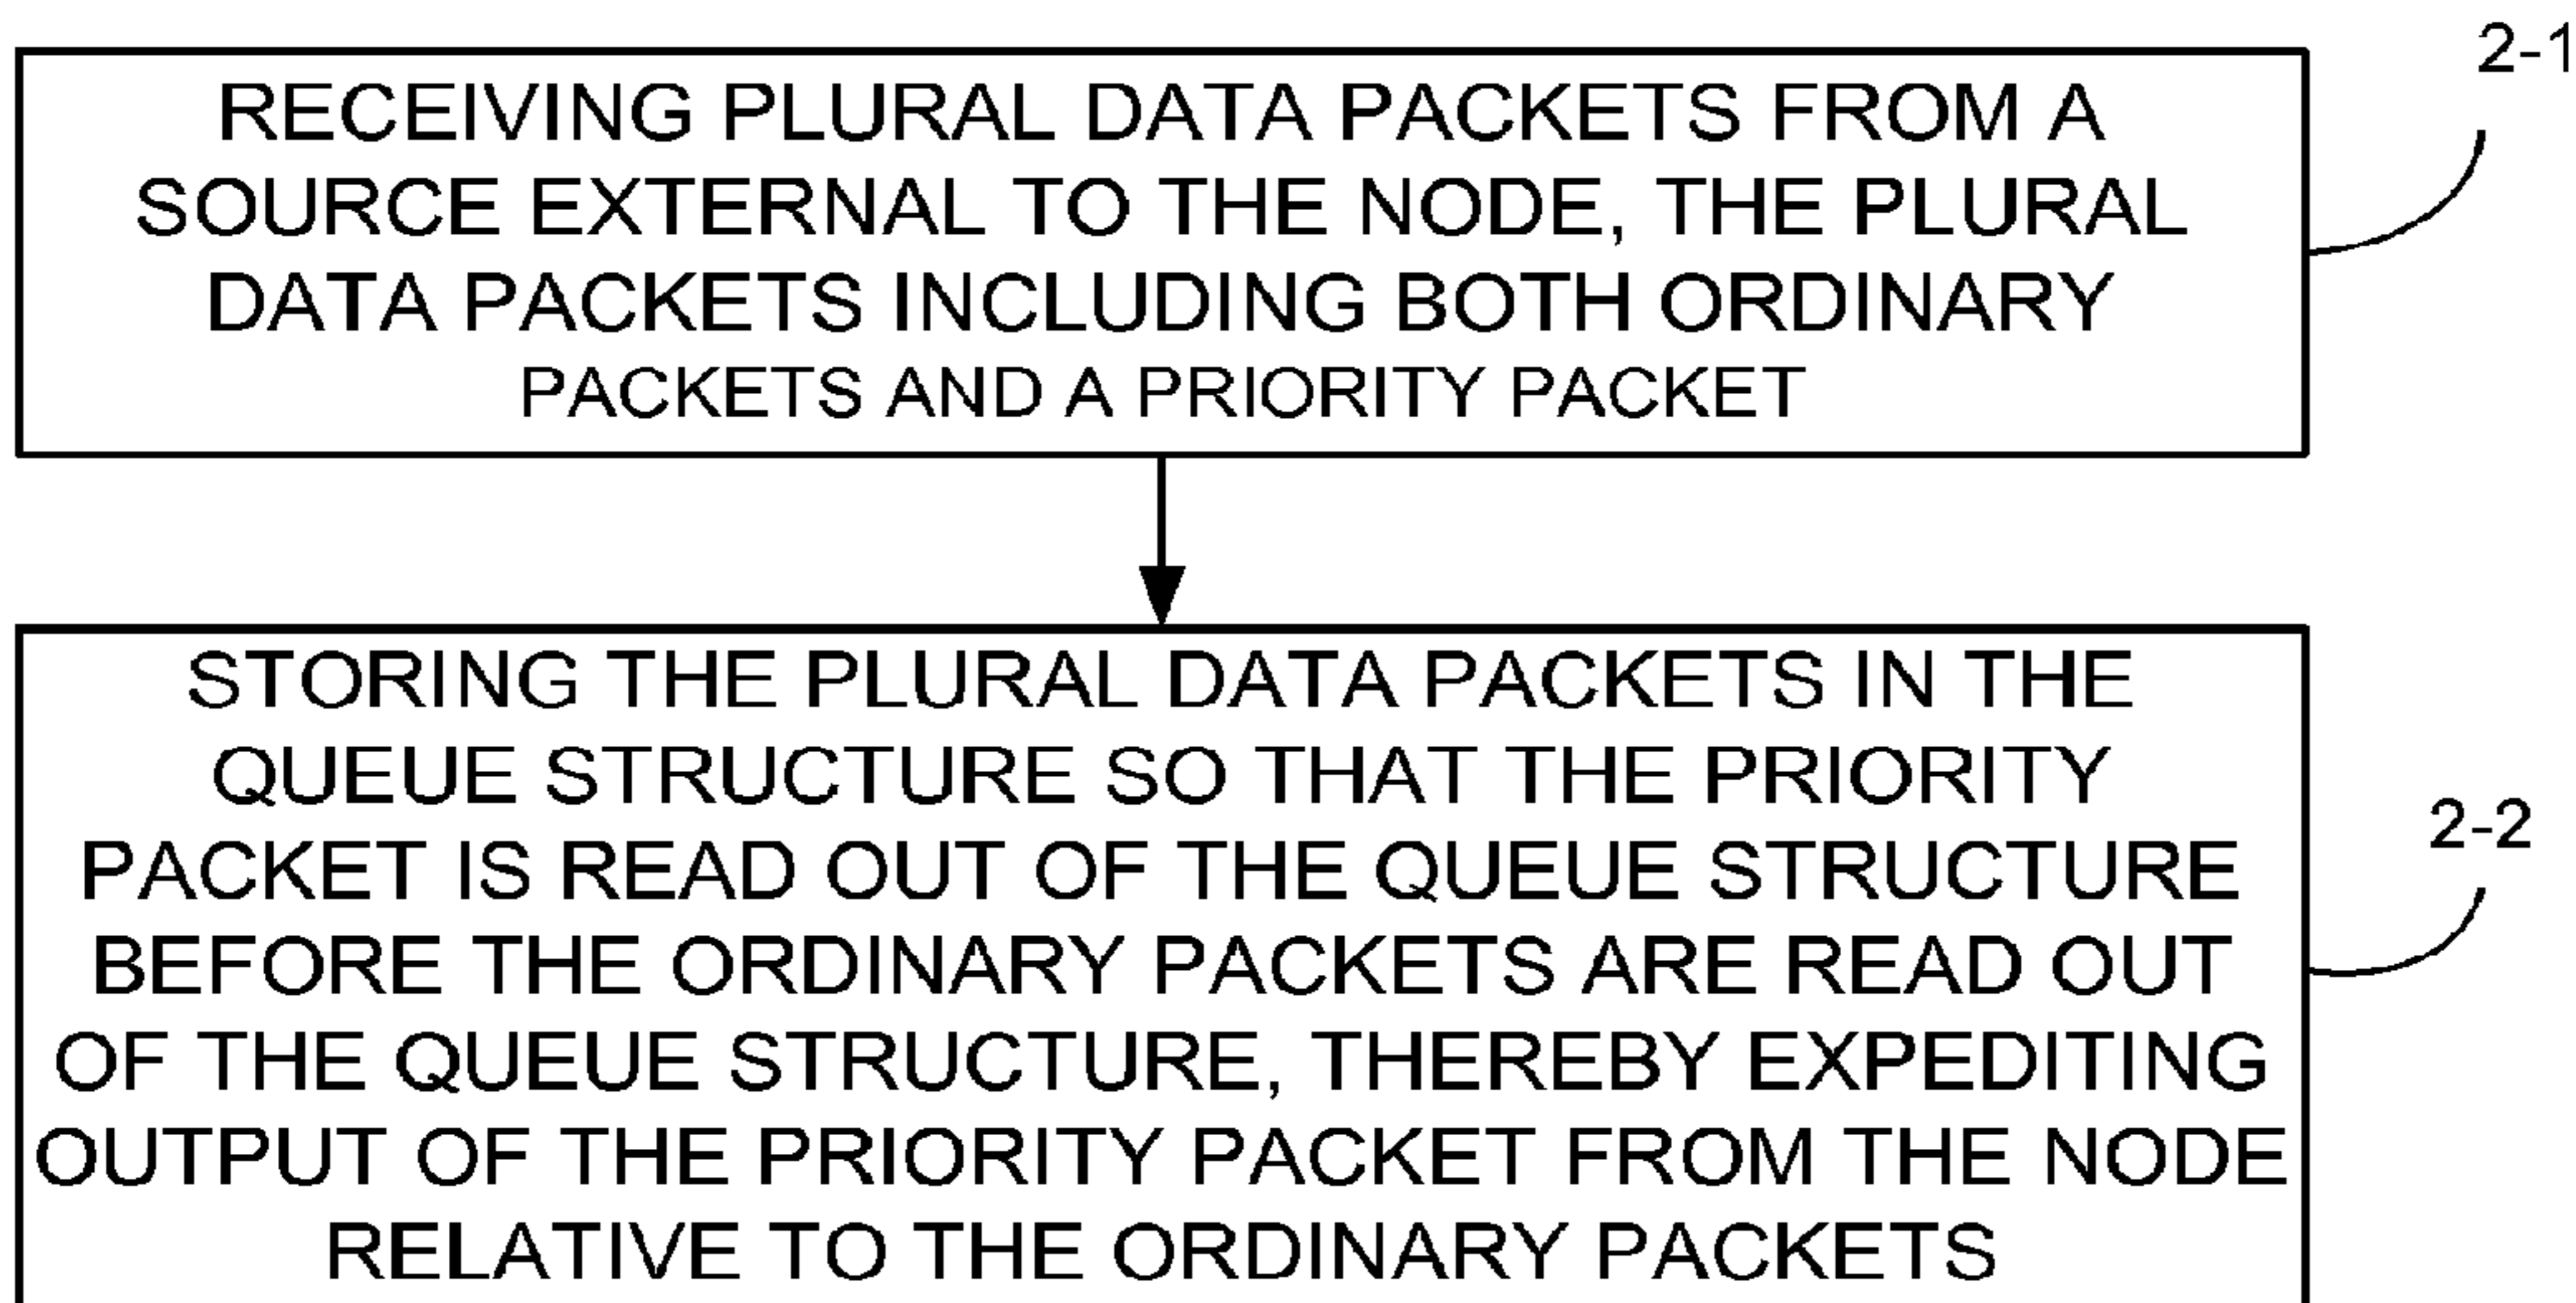 2-1
RECEIVING PLURAL DATA PACKETS FROM A
SOURCE EXTERNAL TO THE NODE, THE PLURAL
DATA PACKETS INCLUDING BOTH ORDINARY
PACKETS AND A PRIORITY PACKET
STORING THE PLURAL DATA PACKETS IN THE
QUEUE STRUCTURE SO THAT THE PRIORITY
PACKET IS READ OUT OF THE QUEUE STRUCTURE
BEFORE THE ORDINARY PACKETS ARE READ OUT
OF THE QUEUE STRUCTURE, THEREBY EXPEDITING
OUTPUT OF THE PRIORITY PACKET FROM THE NODE
RELATIVE TO THE ORDINARY PACKETS
2-2